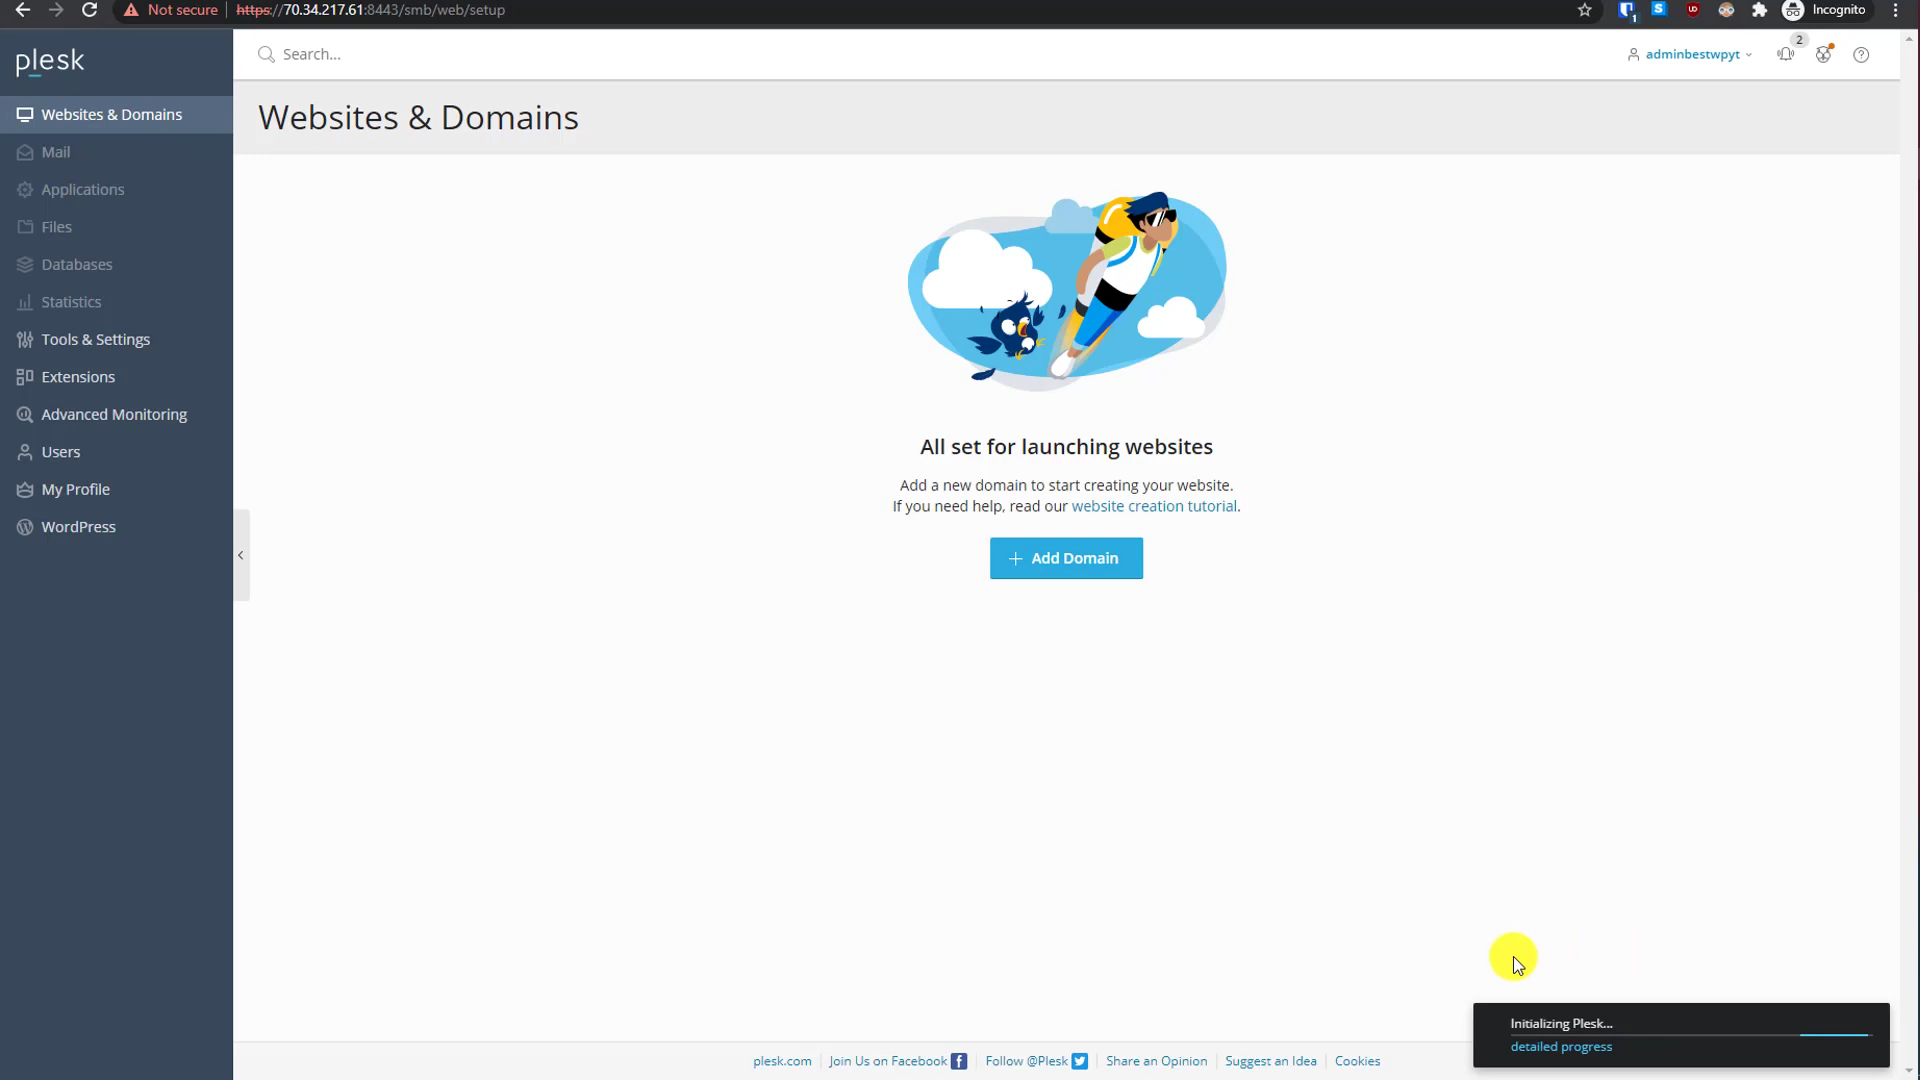 Not secure
https://70.34.217.61:8443/smb/web/setup
1
S
Incognito
plesk
Search...
adminbestwpyt
2
Websites & Domains
Mail
Applications
Files
Databases
Statistics
Tools & Settings
Extensions
Advanced Monitoring
Users
My Profile
WordPress
Websites & Domains
All set for launching websites
Add a new domain to start creating your website.
If you need help, read our website creation tutorial.
+ Add Domain
Initializing Plesk...
detailed progress
plesk.com
Join Us on Facebook
Follow @Plesk
Share an Opinion
Suggest an Idea
Cookies